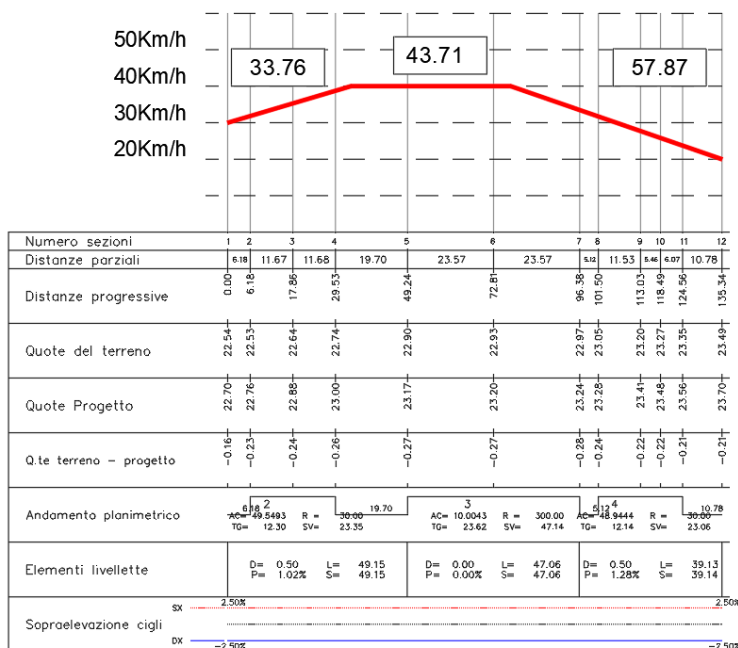 50Km/h
40Km/h
30Km/h
20Km/h
33.76
43.71
57.87
Numero sezioni 1 2 3 4 5 6 7 8 9 10 11 12
Distanze parziali 6.18 11.67 11.68 19.70 23.57 23.57 5.12 11.53 5.46 6.07 10.78
Distanze progressive 0.00 6.18 17.86 29.53 49.24 72.81 96.38 101.50 113.03 118.49 124.56 135.34
Quote del terreno 22.54 22.53 22.64 22.74 22.90 22.93 22.97 23.05 23.20 23.27 23.35 23.49
Quote Progetto 22.70 22.76 22.88 23.00 23.17 23.20 23.24 23.28 23.41 23.48 23.56 23.70
Q.te terreno - progetto -0.16 -0.23 -0.24 -0.26 -0.27 -0.27 -0.28 -0.24 -0.22 -0.22 -0.21 -0.21
Andamento planimetrico
6.18 2 19.70 3 5.12 4 10.78
AC= 49.5493 R = 30.00 AC= 10.0043 R = 300.00 AC= 48.9444 R = 30.00
TG= 12.30 SV= 23.35 TG= 23.62 SV= 47.14 TG= 12.14 SV= 23.06
Elementi livellette
D= 0.50 L= 49.15 D= 0.00 L= 47.06 D= 0.50 L= 39.13
P= 1.02% S= 49.15 P= 0.00% S= 47.06 P= 1.28% S= 39.14
Sopraelevazione cigli
SX 2.50% 2.50%
DX -2.50% -2.50%